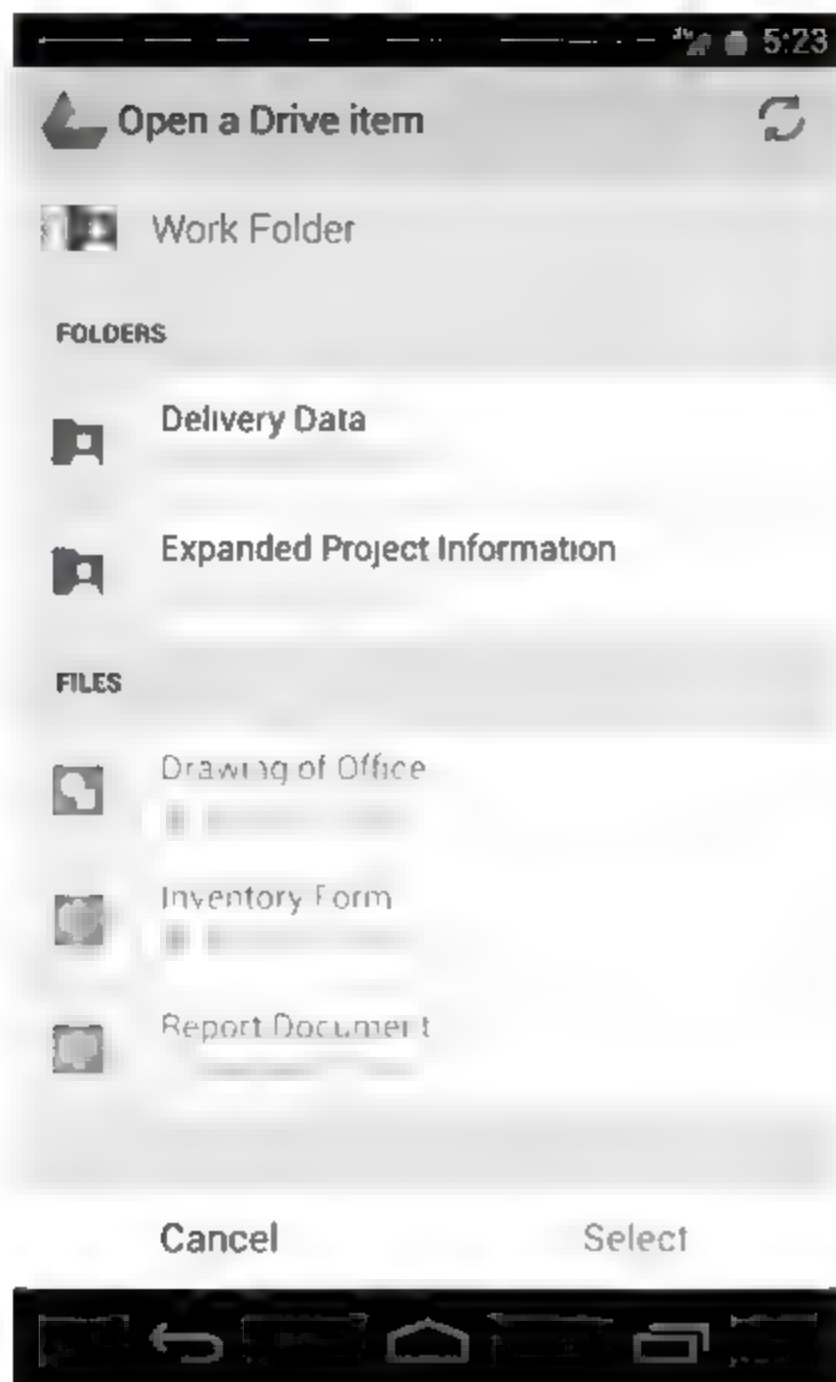 5:23
Open a Drive item
Work Folder
FOLDERS
Delivery Data
Expanded Project Information
FILES
Drawing of Office
Inventory Form
Report Document
Cancel
Select